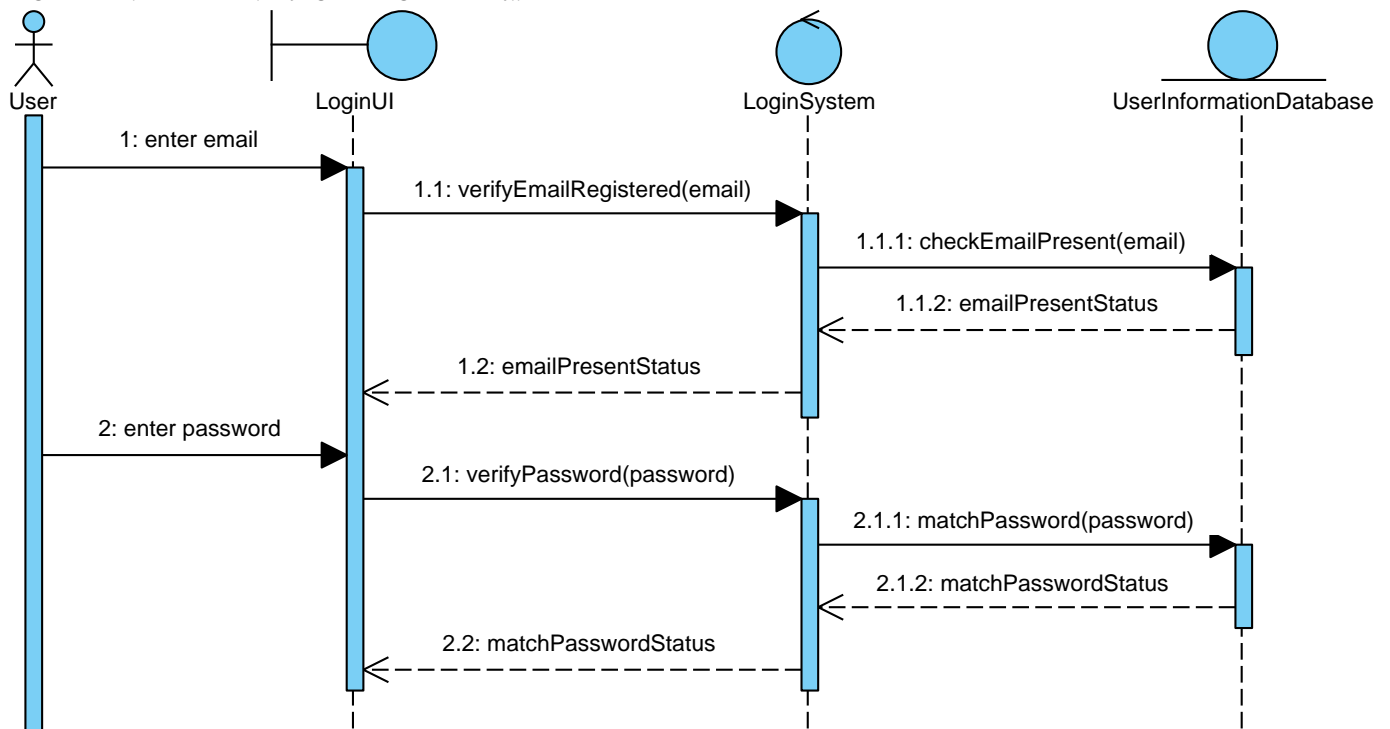 User
LoginUI
LoginSystem
UserInformationDatabase
1: enter email
1.1: verifyEmailRegistered(email)
1.1.1: checkEmailPresent(email)
1.1.2: emailPresentStatus
1.2: emailPresentStatus
2: enter password
2.1: verifyPassword(password)
2.1.1: matchPassword(password)
2.1.2: matchPasswordStatus
2.2: matchPasswordStatus